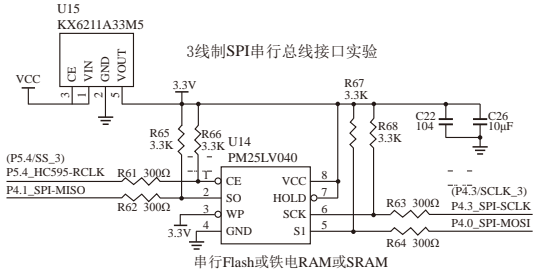 U15
KX6211A33M5
3线制SPI串行总线接口实验
CE
VIN
GND
VOUT
VCC
3 1 2 5
3.3V
R67
3.3K
R65
3.3K
R66
3.3K
R68
3.3K
C22
104
C26
10μF
U14
PM25LV040
(P5.4/SS_3)
P5.4_HC595-RCLK
R61 300Ω
1 CE
VCC 8
P4.1_SPI-MISO
R62 300Ω
2 SO
HOLD 7
(P4.3/SCLK_3)
3 WP
SCK 6
R63 300Ω
P4.3_SPI-SCLK
3.3V
4 GND
S1 5
R64 300Ω
P4.0_SPI-MOSI
串行Flash或铁电RAM或SRAM